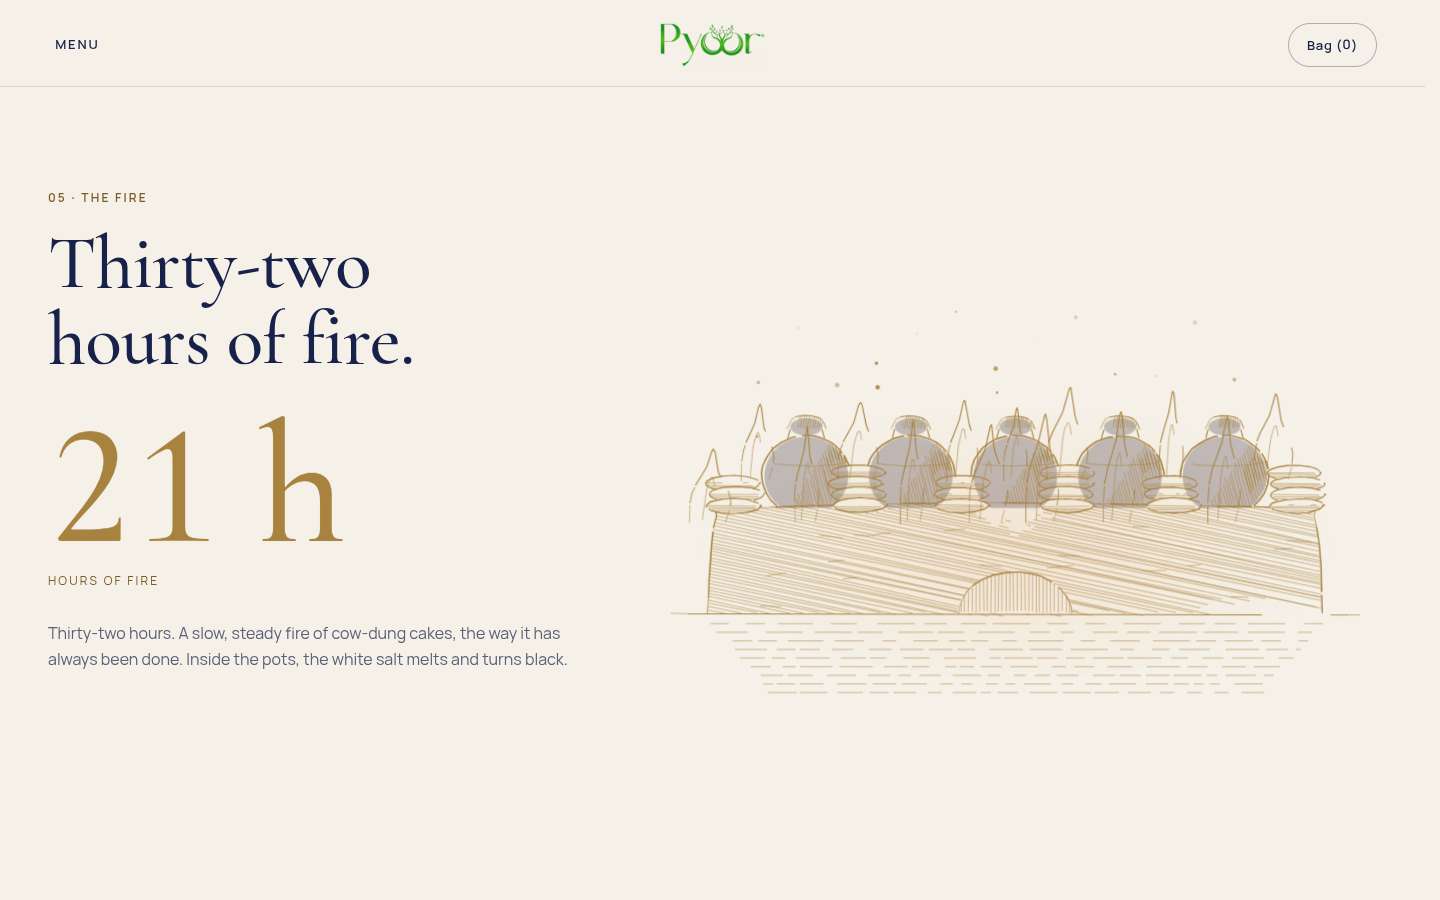 MENU
Pyoor
Bag (0)
05 · THE FIRE
Thirty-two
hours of fire.
21 h
HOURS OF FIRE
Thirty-two hours. A slow, steady fire of cow-dung cakes, the way it has
always been done. Inside the pots, the white salt melts and turns black.